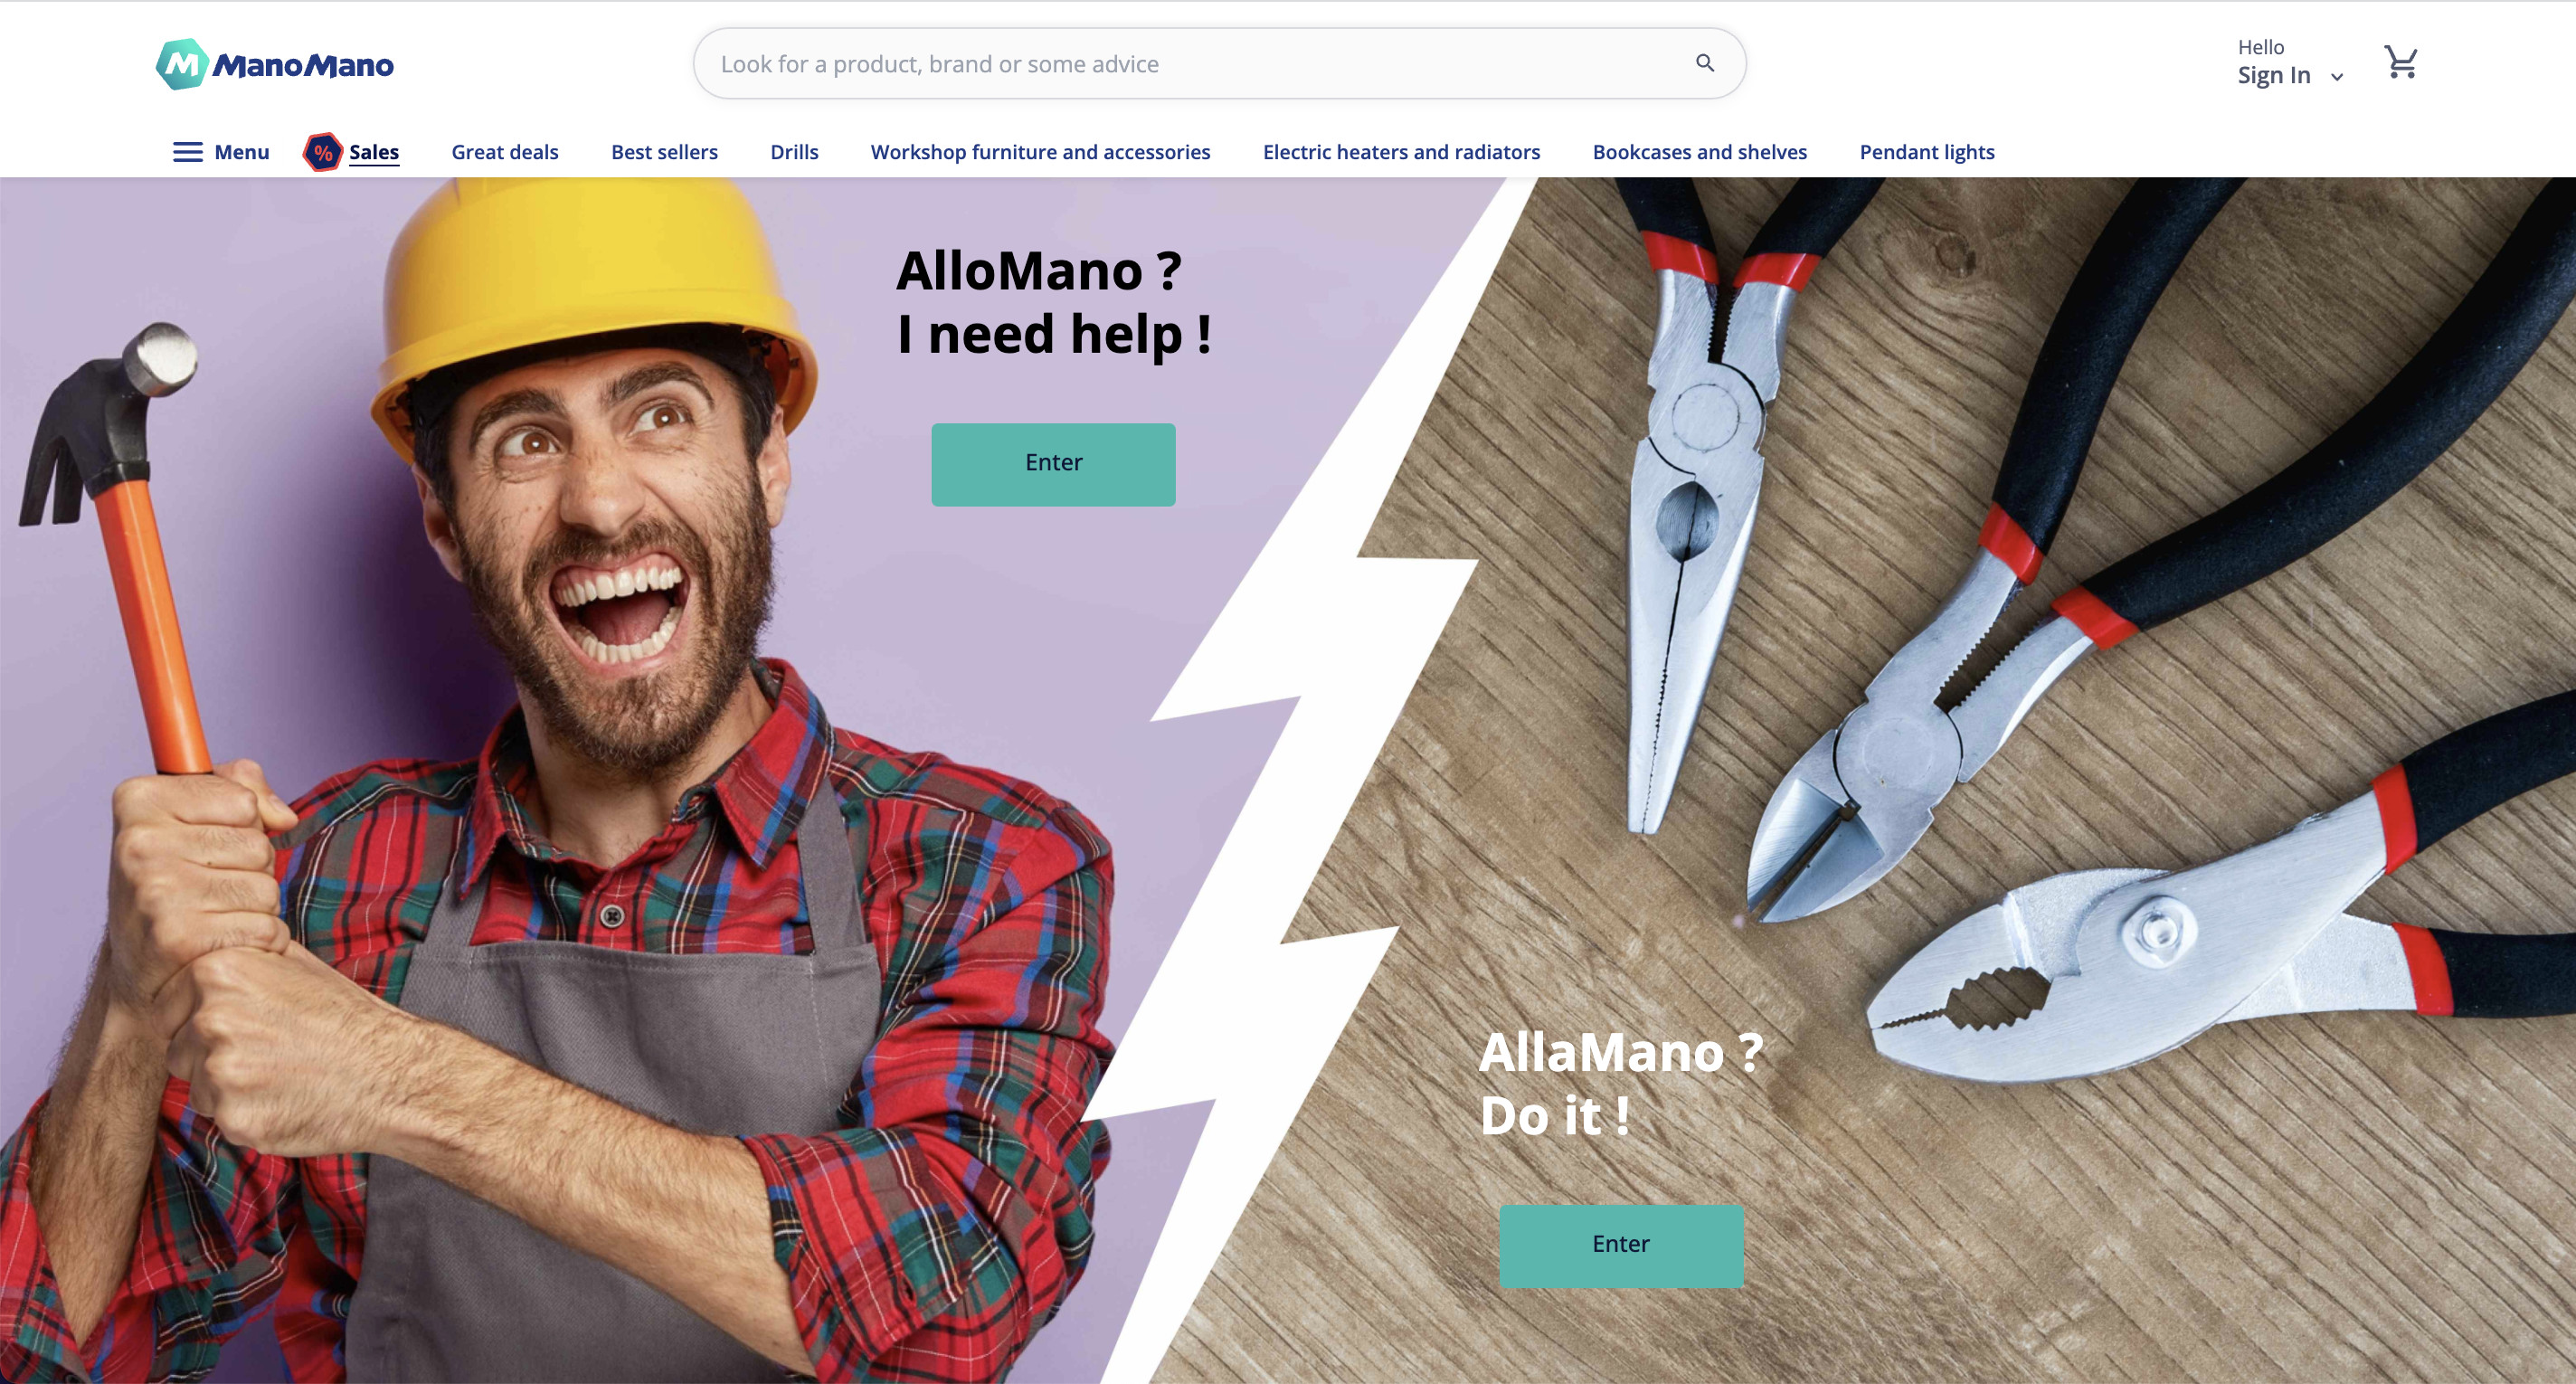 ManoMano
Look for a product, brand or some advice
Hello
Sign In
Menu
% Sales
Great deals
Best sellers
Drills
Workshop furniture and accessories
Electric heaters and radiators
Bookcases and shelves
Pendant lights
AlloMano ?
I need help !
Enter
AllaMano ?
Do it !
Enter